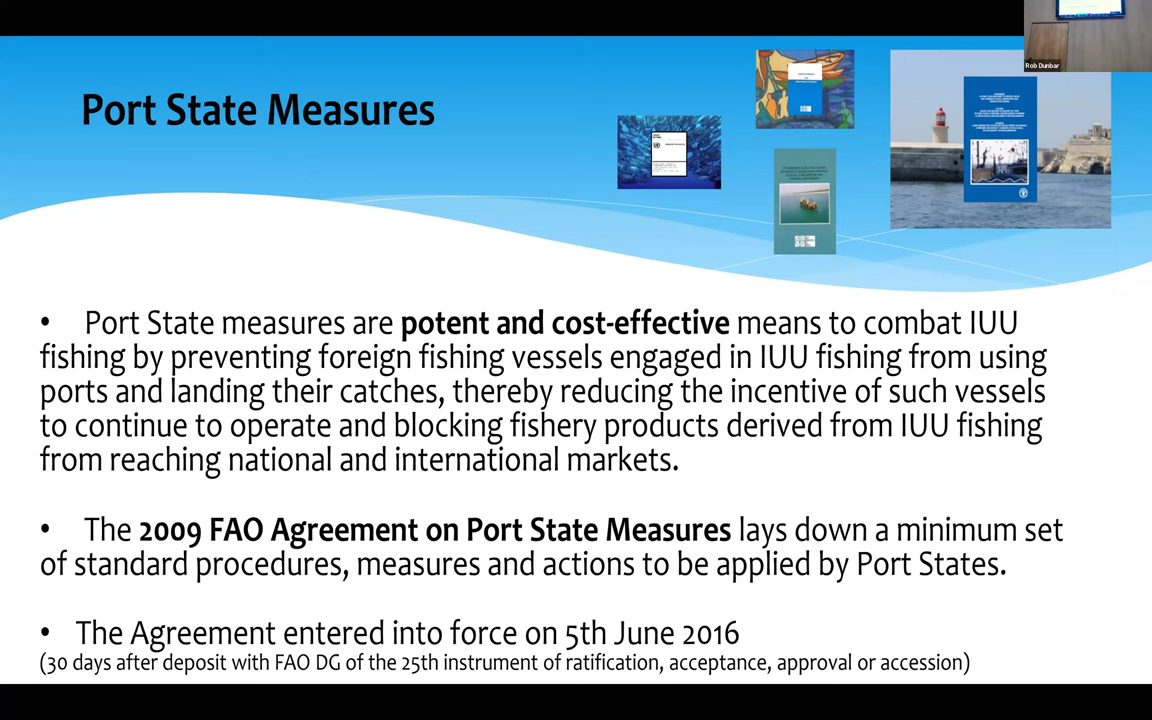 Rob Dunbar
Port State Measures
• Port State measures are potent and cost-effective means to combat IUU
fishing by preventing foreign fishing vessels engaged in IUU fishing from using
ports and landing their catches, thereby reducing the incentive of such vessels
to continue to operate and blocking fishery products derived from IUU fishing
from reaching national and international markets.
• The 2009 FAO Agreement on Port State Measures lays down a minimum set
of standard procedures, measures and actions to be applied by Port States.
• The Agreement entered into force on 5th June 2016
(30 days after deposit with FAO DG of the 25th instrument of ratification, acceptance, approval or accession)